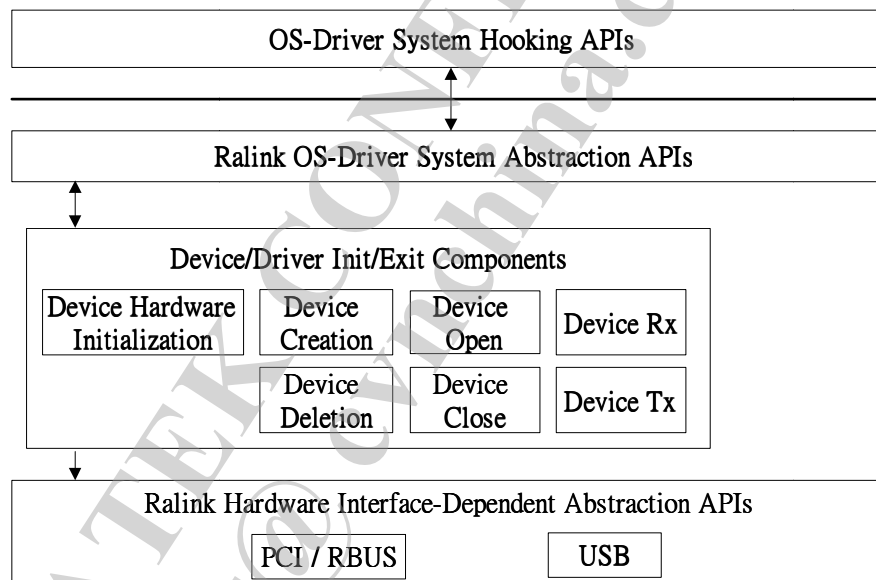 OS-Driver System Hooking APIs
Ralink OS-Driver System Abstraction APIs
Device/Driver Init/Exit Components
Device Hardware
Initialization
Device
Creation
Device
Open
Device Rx
Device
Deletion
Device
Close
Device Tx
Ralink Hardware Interface-Dependent Abstraction APIs
PCI / RBUS
USB